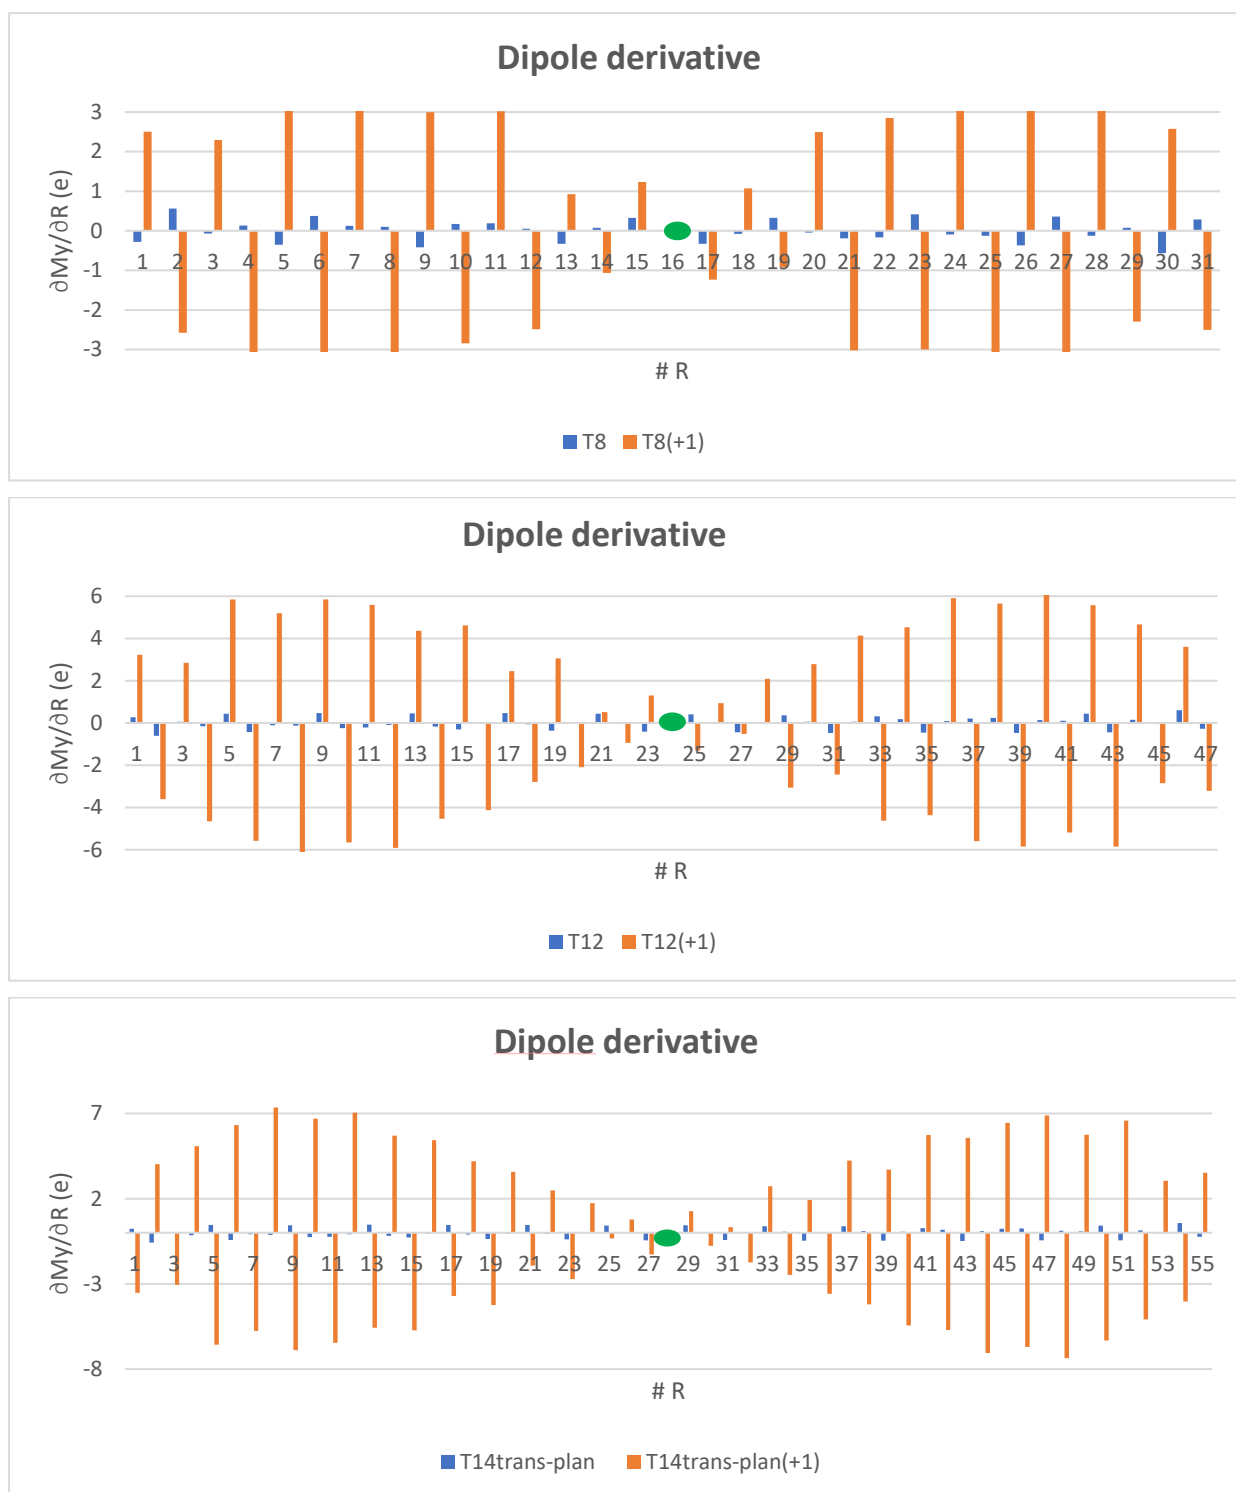 Dipole derivative
3
2
1
0
-1
-2
-3
∂My/∂R (e)
1 2 3 4 5 6 7 8 9 10 11 12 13 14 15 16 17 18 19 20 21 22 23 24 25 26 27 28 29 30 31
# R
T8 T8(+1)
Dipole derivative
6
4
2
0
-2
-4
-6
∂My/∂R (e)
1 3 5 7 9 11 13 15 17 19 21 23 25 27 29 31 33 35 37 39 41 43 45 47
# R
T12 T12(+1)
Dipole derivative
7
2
-3
-8
∂My/∂R (e)
1 3 5 7 9 11 13 15 17 19 21 23 25 27 29 31 33 35 37 39 41 43 45 47 49 51 53 55
# R
T14trans-plan T14trans-plan(+1)